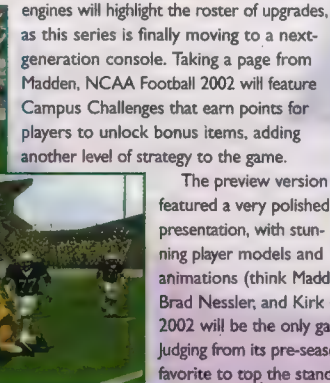 engines will highlight the roster of upgrades,
as this series is finally moving to a next-
generation console. Taking a page from
Madden, NCAA Football 2002 will feature
Campus Challenges that earn points for
players to unlock bonus items, adding
another level of strategy to the game.
The preview version
featured a very polished
presentation, with stun-
ning player models and
animations (think Madd
Brad Nessler, and Kirk
2002 will be the only ga
Judging from its pre-seas
favorite to top the stand
77